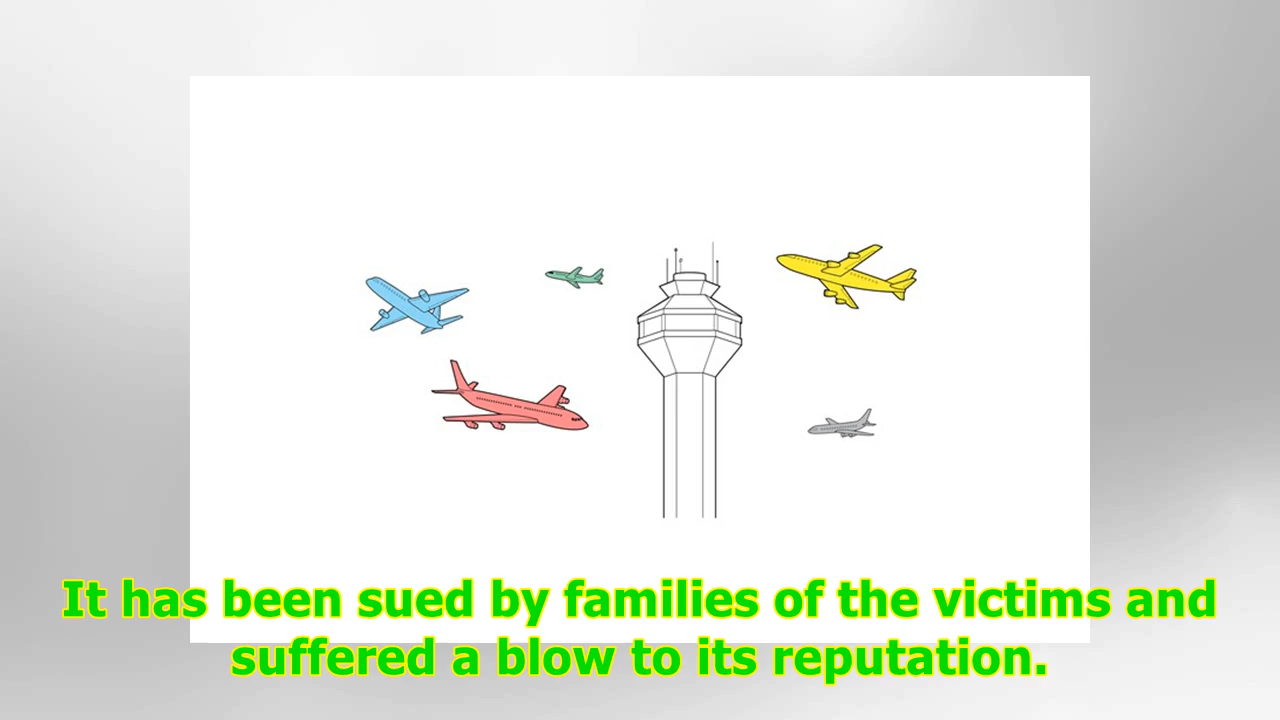 It has been sued by families of the victims and
suffered a blow to its reputation.